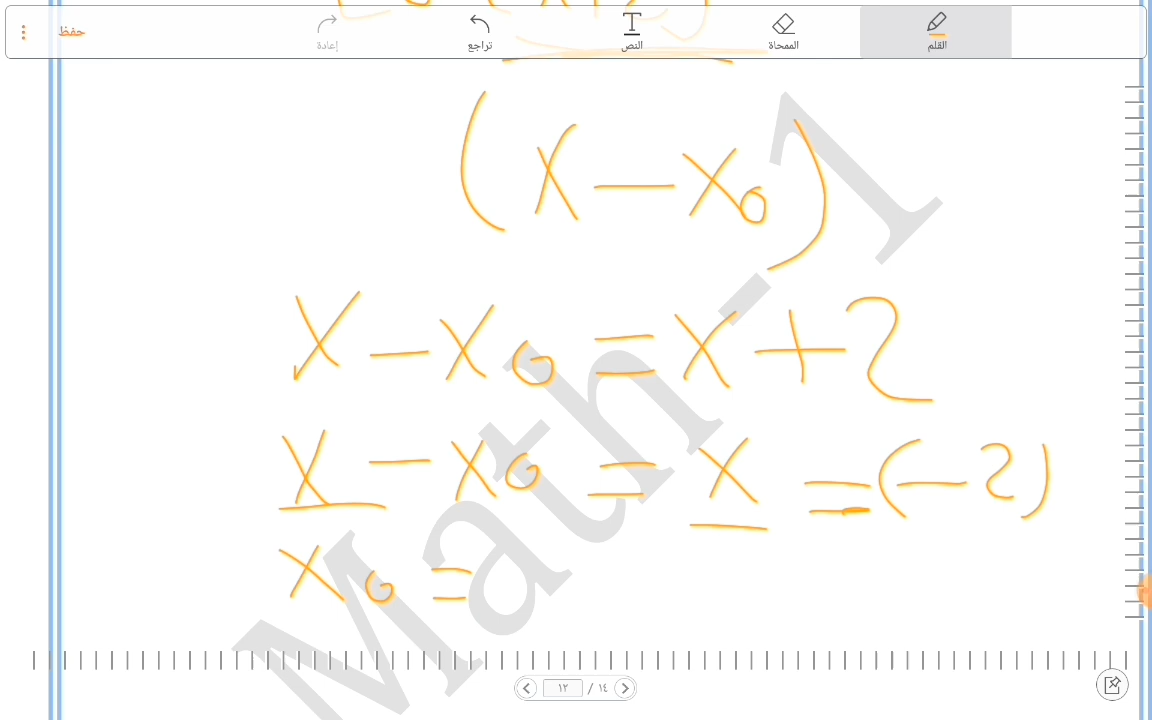 حفظ إعادة تراجع النص الممحاة القلم
(x - x₀)
x - x₀ = x + 2
x - x₀ = x = (-2)
x₀ =
Math-1
١٢ / ١٤